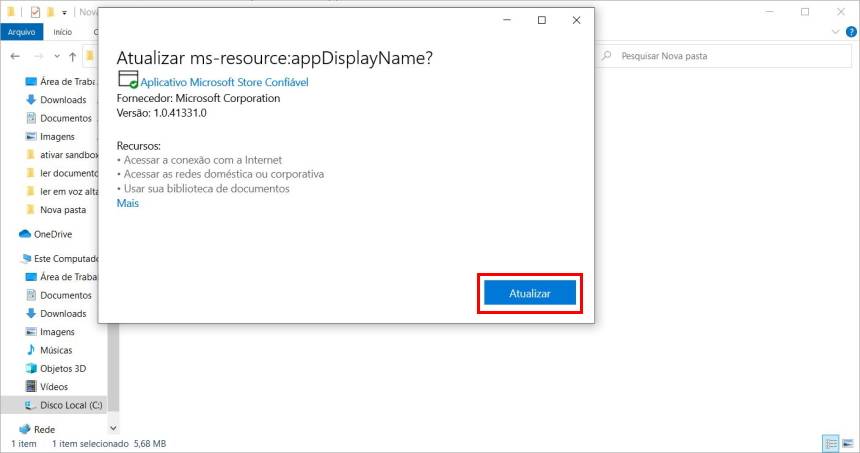 Nova
Arquivo
Início
Pesquisar Nova pasta
Atualizar ms-resource:appDisplayName?
Aplicativo Microsoft Store Confiável
Fornecedor: Microsoft Corporation
Versão: 1.0.41331.0
Recursos:
• Acessar a conexão com a Internet
• Acessar as redes doméstica ou corporativa
• Usar sua biblioteca de documentos
Mais
Atualizar
Área de Traba
Downloads
Documentos
Imagens
ativar sandbox
ler documento
ler em voz alta
Nova pasta
OneDrive
Este Computado
Área de Traba
Documentos
Downloads
Imagens
Músicas
Objetos 3D
Vídeos
Disco Local (C:)
Rede
1 item 1 item selecionado 5,68 MB